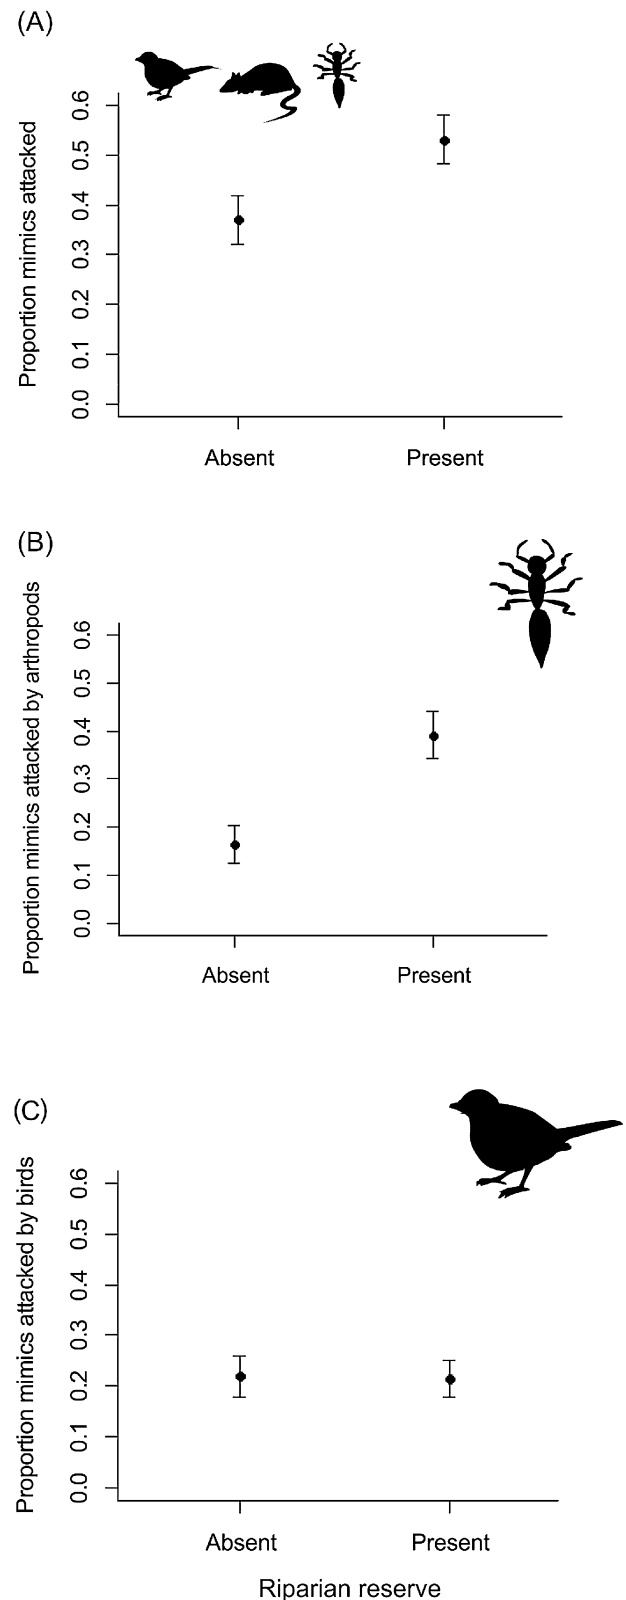 (A)
Proportion mimics attacked
0.6
0.5
0.4
0.3
0.2
0.1
0.0
Absent
Present
(B)
Proportion mimics attacked by arthropods
0.6
0.5
0.4
0.3
0.2
0.1
0.0
Absent
Present
(C)
Proportion mimics attacked by birds
0.6
0.5
0.4
0.3
0.2
0.1
0.0
Absent
Present
Riparian reserve